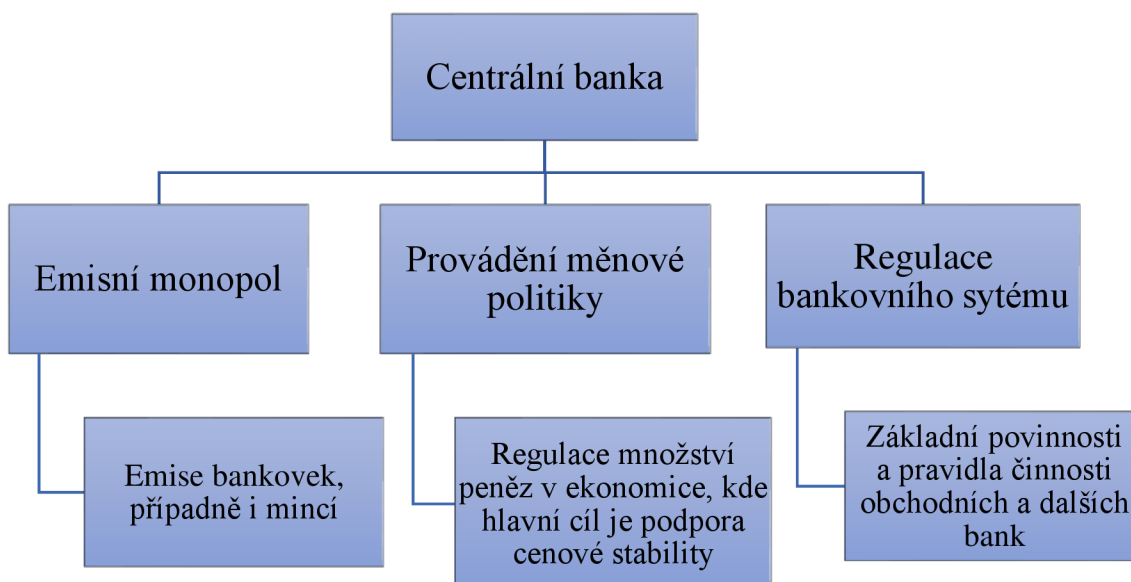 Centrální banka
Emisní monopol
Provádění měnové
politiky
Regulace
bankovního sytému
Emise bankovek,
případně i mincí
Regulace množství
peněz v ekonomice, kde
hlavní cíl je podpora
cenové stability
Základní povinnosti
a pravidla činnosti
obchodních a dalších
bank